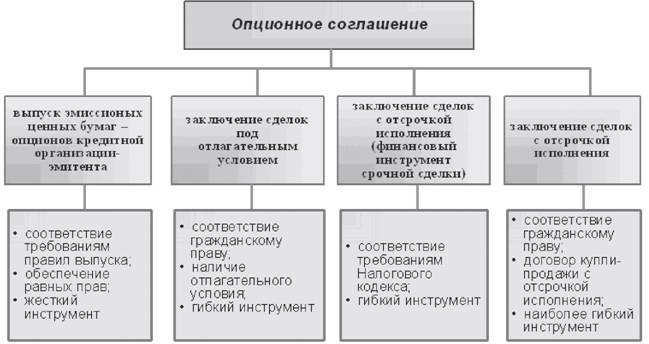 Опционное соглашение
выпуск эмиссионых
ценных бумаг –
опционов кредитной
организации-
эмитента
заключение сделок
под
отлагательным
условием
заключение сделок
с отсрочкой
исполнения
(финансовый
инструмент
срочной сделки)
заключение сделок
с отсрочкой
исполнения
• соответствие
требованиям
правил выпуска;
• обеспечение
равных прав;
• жесткий
инструмент
• соответствие
гражданскому
праву;
• наличие
отлагательного
условия;
• гибкий инструмент
• соответствие
требованиям
Налогового
кодекса;
• гибкий инструмент
• соответствие
гражданскому
праву;
• договор купли-
продажи с
отсрочкой
исполнения;
• наиболее гибкий
инструмент